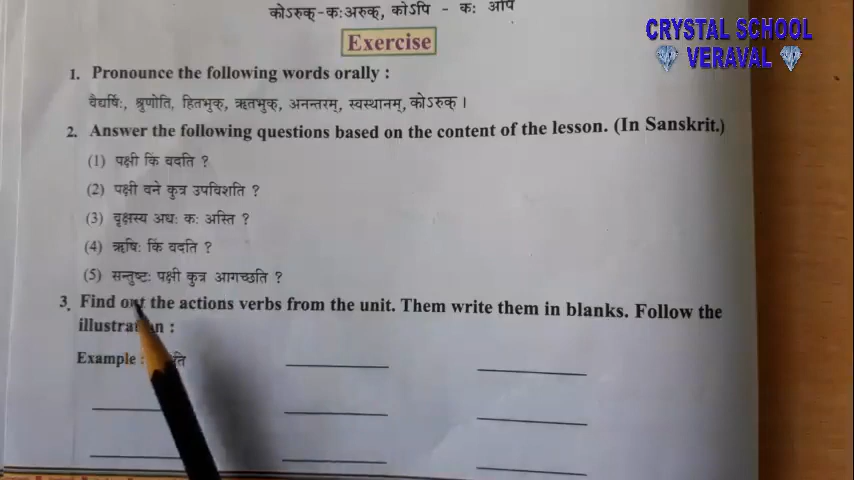 कोऽरुक्-कःअरुक्, कोऽपि - कः अपि
CRYSTAL SCHOOL
VERAVAL
Exercise
1. Pronounce the following words orally :
वैद्यर्षिः, श्रुणोति, हितभुक्, ऋतभुक्, अनन्तरम्, स्वस्थानम्, कोऽरुक् ।
2. Answer the following questions based on the content of the lesson. (In Sanskrit.)
(1) पक्षी किं वदति ?
(2) पक्षी वने कुत्र उपविशति ?
(3) वृक्षस्य अधः कः अस्ति ?
(4) ऋषिः किं वदति ?
(5) सन्तुष्टः पक्षी कुत्र आगच्छति ?
3. Find out the actions verbs from the unit. Them write them in blanks. Follow the
illustration :
Example :